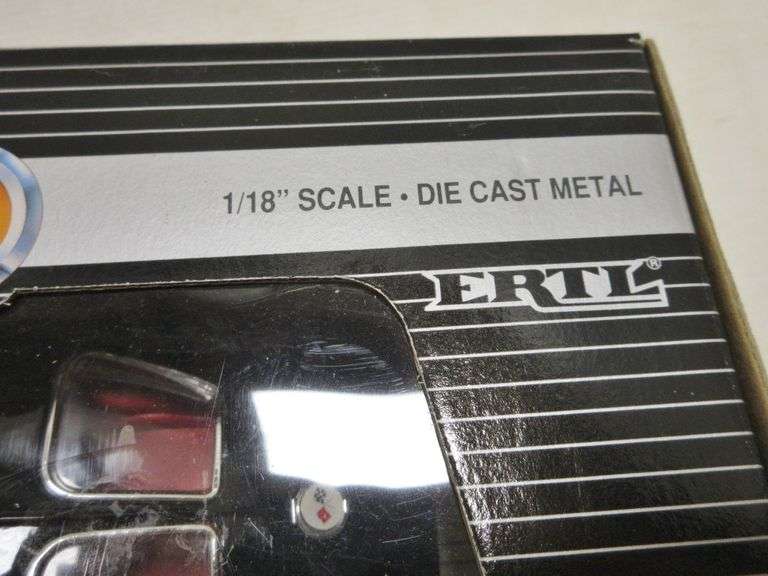 1/18” SCALE • DIE CAST METAL
ERTL®